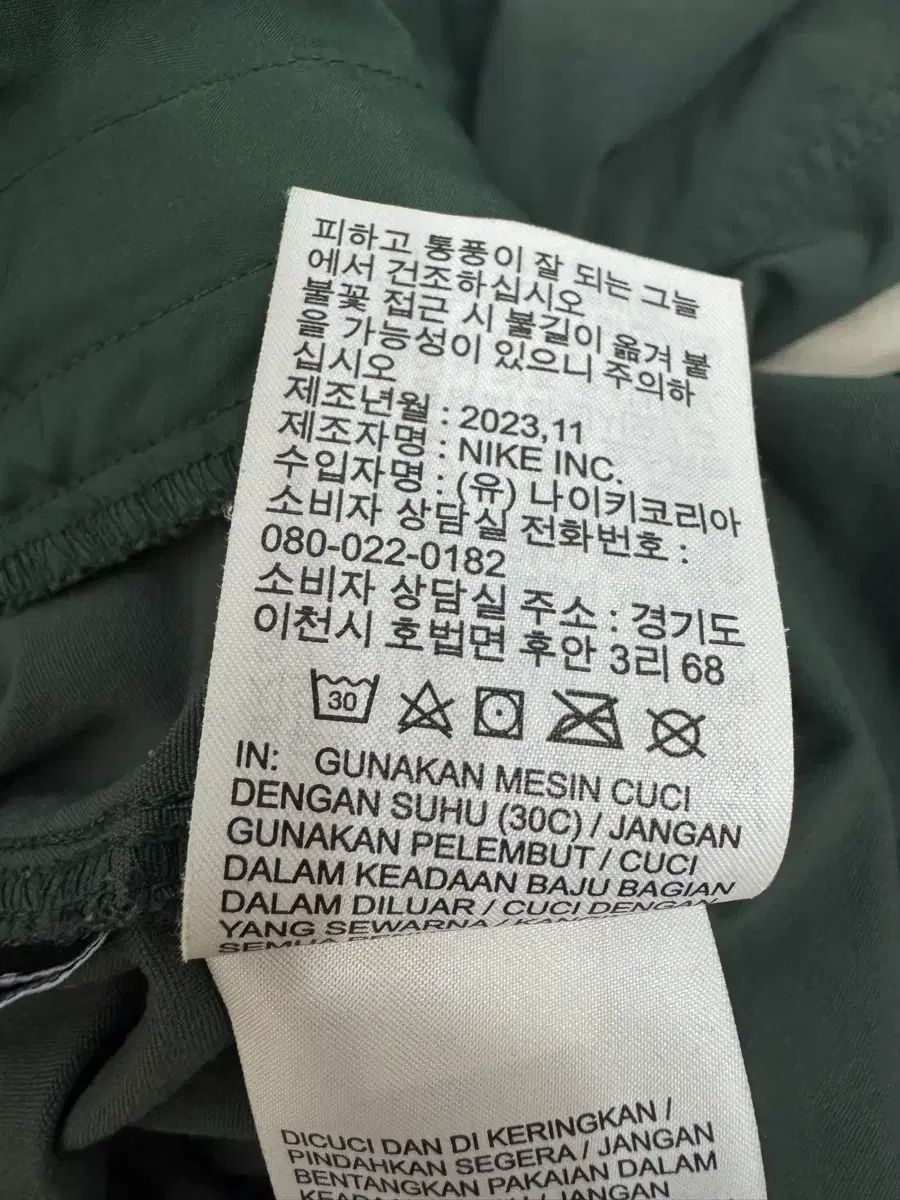 피하고 통풍이 잘 되는 그늘
에서 건조하십시오
불꽃 접근 시 불길이 옮겨 붙
을 가능성이 있으니 주의하
십시오
제조년월 : 2023,11
제조자명 : NIKE INC.
수입자명 : (유) 나이키코리아
소비자 상담실 전화번호 :
080-022-0182
소비자 상담실 주소 : 경기도
이천시 호법면 후안 3리 68
30
IN: GUNAKAN MESIN CUCI
DENGAN SUHU (30C) / JANGAN
GUNAKAN PELEMBUT / CUCI
DALAM KEADAAN BAJU BAGIAN
DALAM DILUAR / CUCI DENGAN
YANG SEWARNA
SEMUA
DICUCI DAN DI KERINGKAN /
PINDAHKAN SEGERA / JANGAN
BENTANGKAN PAKAIAN DALAM